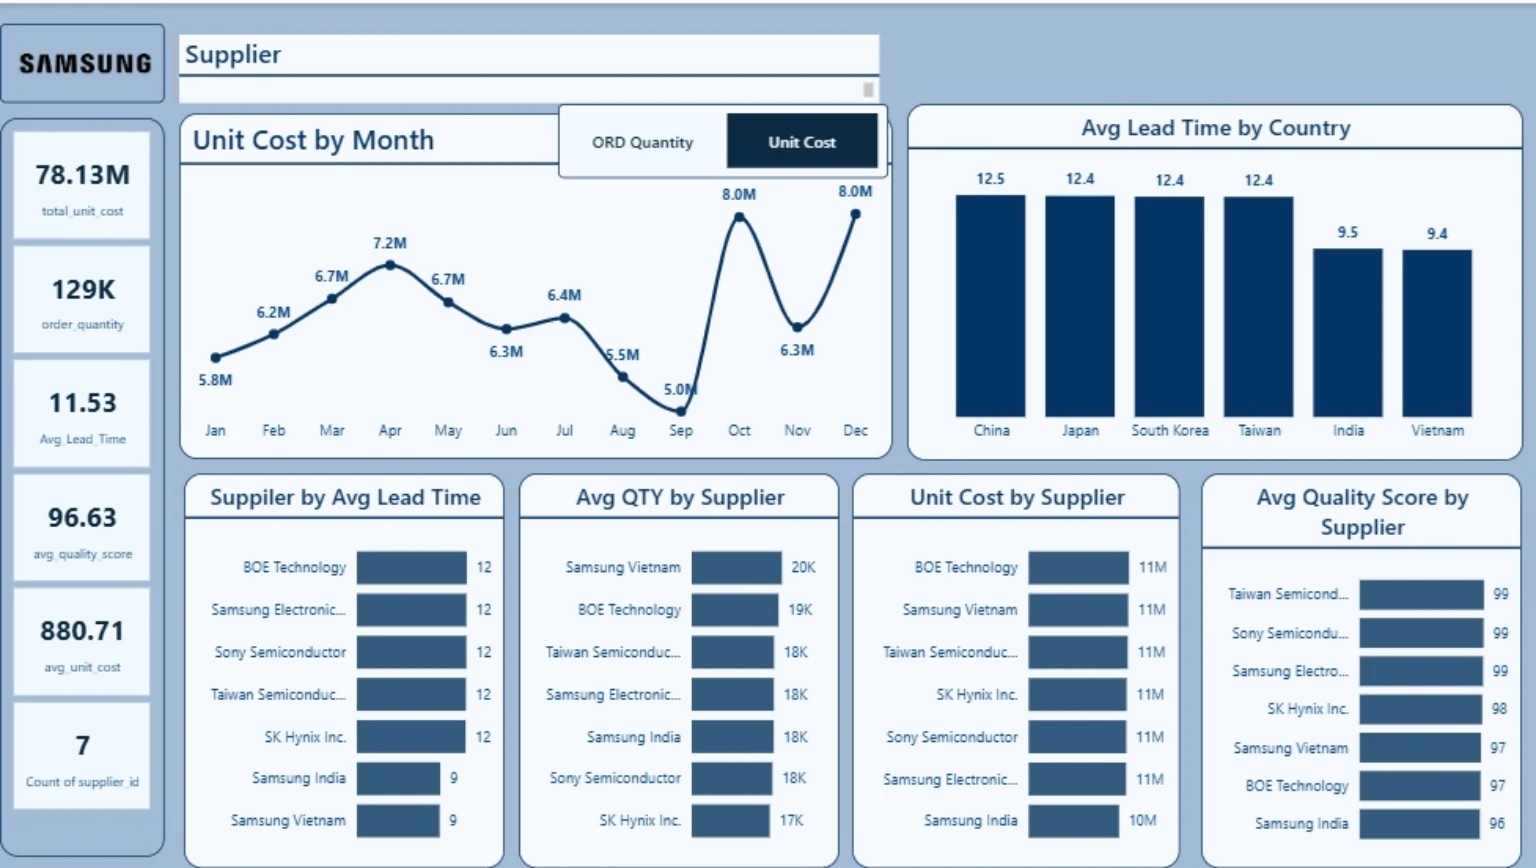 SAMSUNG
Supplier
78.13M
total_unit_cost
129K
order_quantity
11.53
Avg_Lead_Time
96.63
avg_quality_score
880.71
avg_unit_cost
7
Count of supplier_id
Unit Cost by Month
ORD Quantity
Unit Cost
5.8M
6.2M
6.7M
7.2M
6.7M
6.3M
6.4M
5.5M
5.0M
8.0M
6.3M
8.0M
Jan Feb Mar Apr May Jun Jul Aug Sep Oct Nov Dec
Avg Lead Time by Country
12.5 12.4 12.4 12.4 9.5 9.4
China Japan South Korea Taiwan India Vietnam
Suppiler by Avg Lead Time
BOE Technology 12
Samsung Electronic... 12
Sony Semiconductor 12
Taiwan Semiconduc... 12
SK Hynix Inc. 12
Samsung India 9
Samsung Vietnam 9
Avg QTY by Supplier
Samsung Vietnam 20K
BOE Technology 19K
Taiwan Semiconduc... 18K
Samsung Electronic... 18K
Samsung India 18K
Sony Semiconductor 18K
SK Hynix Inc. 17K
Unit Cost by Supplier
BOE Technology 11M
Samsung Vietnam 11M
Taiwan Semiconduc... 11M
SK Hynix Inc. 11M
Sony Semiconductor 11M
Samsung Electronic... 11M
Samsung India 10M
Avg Quality Score by
Supplier
Taiwan Semicond... 99
Sony Semicondu... 99
Samsung Electro... 99
SK Hynix Inc. 98
Samsung Vietnam 97
BOE Technology 97
Samsung India 96